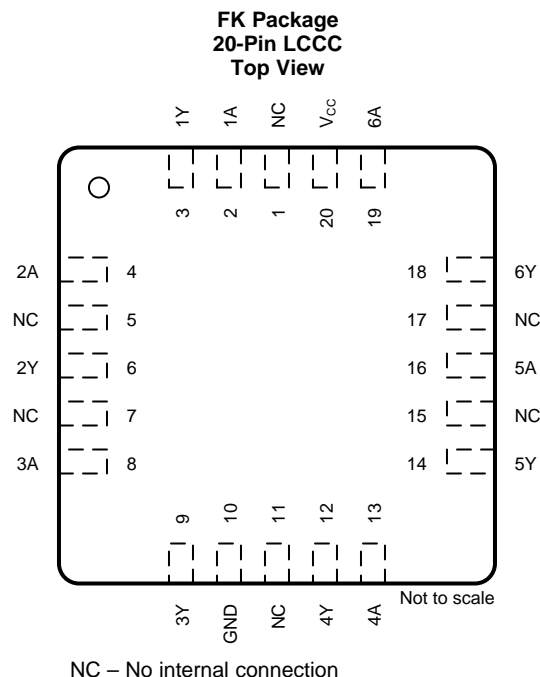 FK Package
20-Pin LCCC
Top View
1Y 1A NC VCC 6A
3 2 1 20 19
2A 4 18 6Y
NC 5 17 NC
2Y 6 16 5A
NC 7 15 NC
3A 8 14 5Y
9 10 11 12 13
3Y GND NC 4Y 4A
Not to scale
NC – No internal connection